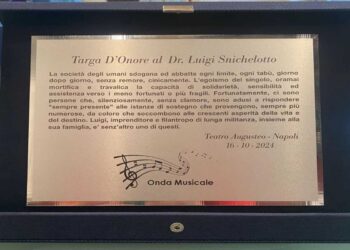 Targa D'Onore al Dr. Luigi Snichelotto
La società degli umani sdogana ed abbatte ogni limite, ogni tabù, giorno
dopo giorno, senza remore, cinicamente. L'egoismo del singolo, oramai
mortifica e travalica la capacità di solidarietà, sensibilità ed
assistenza verso i meno fortunati o più fragili. Fortunatamente, ci sono
persone che, silenziosamente, senza clamore, sono adusi a rispondere
"sempre presente" alle istanze di sostegno che provengono, sempre più
numerose, da coloro che soccombono alle crescenti asperità della vita e
del destino. Luigi, imprenditore e filantropo di lunga militanza, insieme alla
sua famiglia, e' senz'altro uno di questi.
Teatro Augusteo - Napoli
16 - 10 - 2024
Onda Musicale